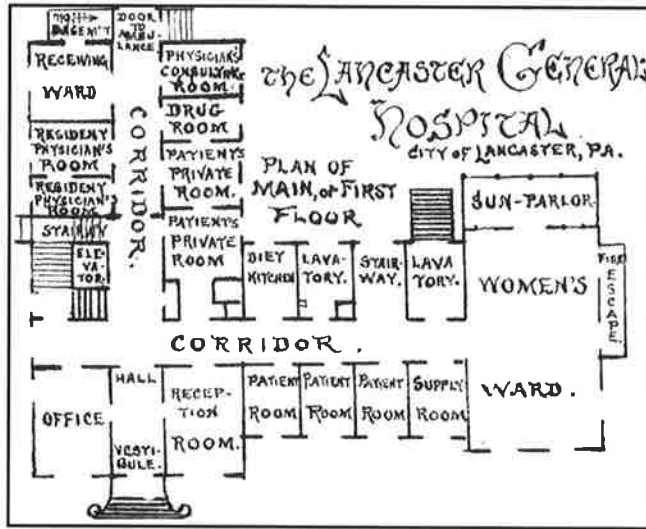 THE LANCASTER GENERAL
HOSPITAL
CITY OF LANCASTER, PA.
PLAN OF
MAIN, OR FIRST
FLOOR
TO
BASEM'T
DOOR
TO
AMBU-
LANCE
RECEIVING
WARD
RESIDENT
PHYSICIAN'S
ROOM
RESIDENT
PHYSICIAN'S
ROOM
STAIRWAY
ELE-
VATOR.
CORRIDOR.
PHYSICIAN'S
CONSULTING
ROOM.
DRUG
ROOM
PATIENT'S
PRIVATE
ROOM.
PATIENT'S
PRIVATE
ROOM
DIET
KITCHEN
LAVA-
TORY.
STAIR-
WAY.
LAVA
TORY.
SUN-PARLOR.
WOMEN'S
WARD.
FIRE
ESCAPE.
CORRIDOR.
OFFICE
HALL
VESTI-
BULE.
RECEP-
TION
ROOM.
PATIENT
ROOM
PATIENT
ROOM
PATIENT
ROOM
SUPPLY
ROOM